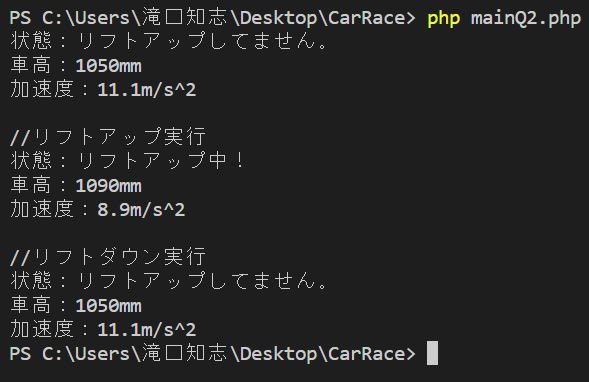 PS C:\Users\滝口知志\Desktop\CarRace> php mainQ2.php
状態：リフトアップしてません。
車高：1050mm
加速度：11.1m/s^2
//リフトアップ実行
状態：リフトアップ中！
車高：1090mm
加速度：8.9m/s^2
//リフトダウン実行
状態：リフトアップしてません。
車高：1050mm
加速度：11.1m/s^2
PS C:\Users\滝口知志\Desktop\CarRace>